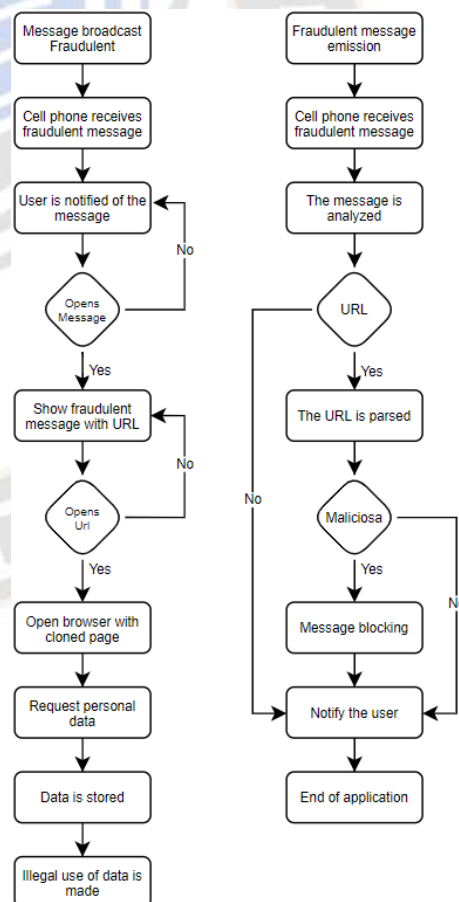 Message broadcast
Fraudulent
Cell phone receives
fraudulent message
User is notified of the
message
No
Opens
Message
Yes
Show fraudulent
message with URL
No
Opens
Url
Yes
Open browser with
cloned page
Request personal
data
Data is stored
Illegal use of data is
made
Fraudulent message
emission
Cell phone receives
fraudulent message
The message is
analyzed
URL
Yes
The URL is parsed
No
Maliciosa
Yes
Message blocking
Notify the user
End of application